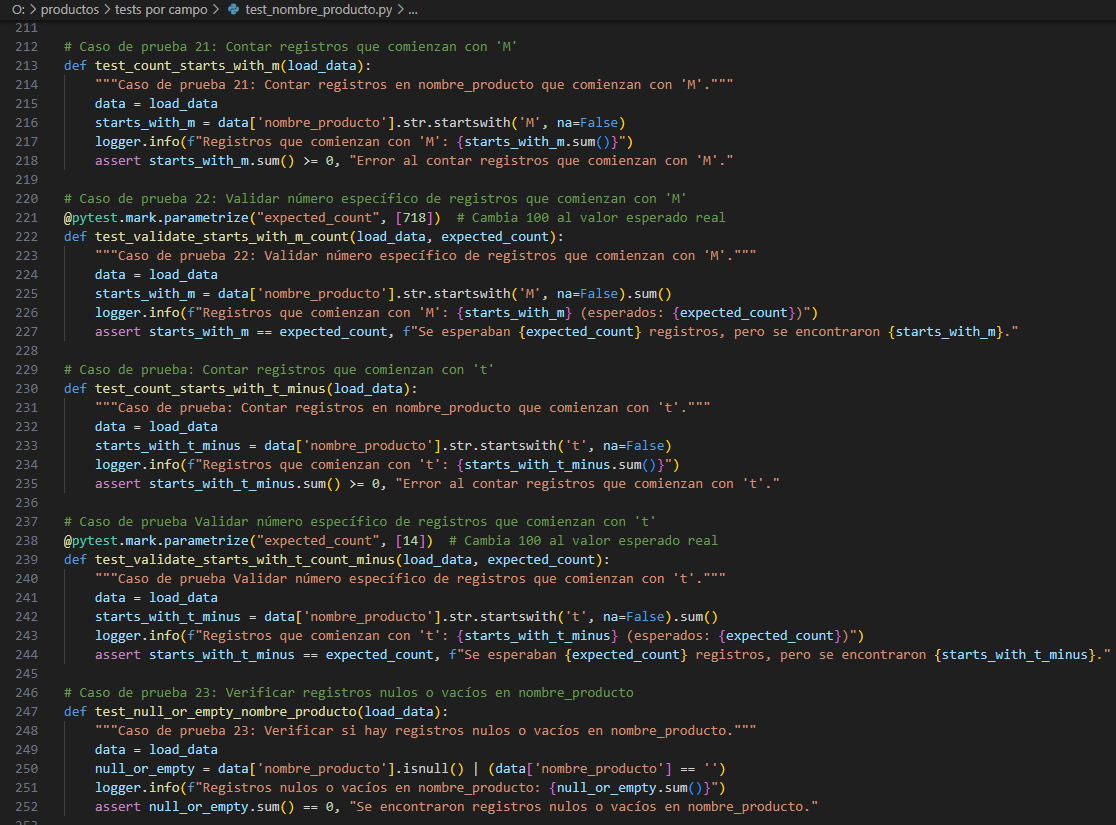 O: > productos > tests por campo > test_nombre_producto.py > ...
211
212 # Caso de prueba 21: Contar registros que comienzan con 'M'
213 def test_count_starts_with_m(load_data):
214     """Caso de prueba 21: Contar registros en nombre_producto que comienzan con 'M'."""
215     data = load_data
216     starts_with_m = data['nombre_producto'].str.startswith('M', na=False)
217     logger.info(f"Registros que comienzan con 'M': {starts_with_m.sum()}")
218     assert starts_with_m.sum() >= 0, "Error al contar registros que comienzan con 'M'."
219
220 # Caso de prueba 22: Validar número específico de registros que comienzan con 'M'
221 @pytest.mark.parametrize("expected_count", [718])  # Cambia 100 al valor esperado real
222 def test_validate_starts_with_m_count(load_data, expected_count):
223     """Caso de prueba 22: Validar número específico de registros que comienzan con 'M'."""
224     data = load_data
225     starts_with_m = data['nombre_producto'].str.startswith('M', na=False).sum()
226     logger.info(f"Registros que comienzan con 'M': {starts_with_m} (esperados: {expected_count})")
227     assert starts_with_m == expected_count, f"Se esperaban {expected_count} registros, pero se encontraron {starts_with_m}."
228
229 # Caso de prueba: Contar registros que comienzan con 't'
230 def test_count_starts_with_t_minus(load_data):
231     """Caso de prueba: Contar registros en nombre_producto que comienzan con 't'."""
232     data = load_data
233     starts_with_t_minus = data['nombre_producto'].str.startswith('t', na=False)
234     logger.info(f"Registros que comienzan con 't': {starts_with_t_minus.sum()}")
235     assert starts_with_t_minus.sum() >= 0, "Error al contar registros que comienzan con 't'."
236
237 # Caso de prueba Validar número específico de registros que comienzan con 't'
238 @pytest.mark.parametrize("expected_count", [14])  # Cambia 100 al valor esperado real
239 def test_validate_starts_with_t_count_minus(load_data, expected_count):
240     """Caso de prueba Validar número específico de registros que comienzan con 't'."""
241     data = load_data
242     starts_with_t_minus = data['nombre_producto'].str.startswith('t', na=False).sum()
243     logger.info(f"Registros que comienzan con 't': {starts_with_t_minus} (esperados: {expected_count})")
244     assert starts_with_t_minus == expected_count, f"Se esperaban {expected_count} registros, pero se encontraron {starts_with_t_minus}."
245
246 # Caso de prueba 23: Verificar registros nulos o vacíos en nombre_producto
247 def test_null_or_empty_nombre_producto(load_data):
248     """Caso de prueba 23: Verificar si hay registros nulos o vacíos en nombre_producto."""
249     data = load_data
250     null_or_empty = data['nombre_producto'].isnull() | (data['nombre_producto'] == '')
251     logger.info(f"Registros nulos o vacíos en nombre_producto: {null_or_empty.sum()}")
252     assert null_or_empty.sum() == 0, "Se encontraron registros nulos o vacíos en nombre_producto."